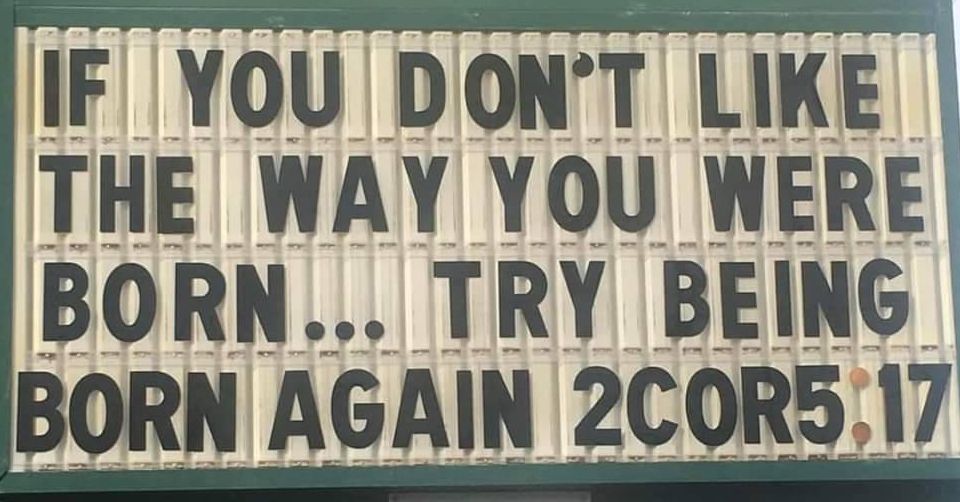 IF YOU DON'T LIKE
THE WAY YOU WERE
BORN... TRY BEING
BORN AGAIN 2COR5:17